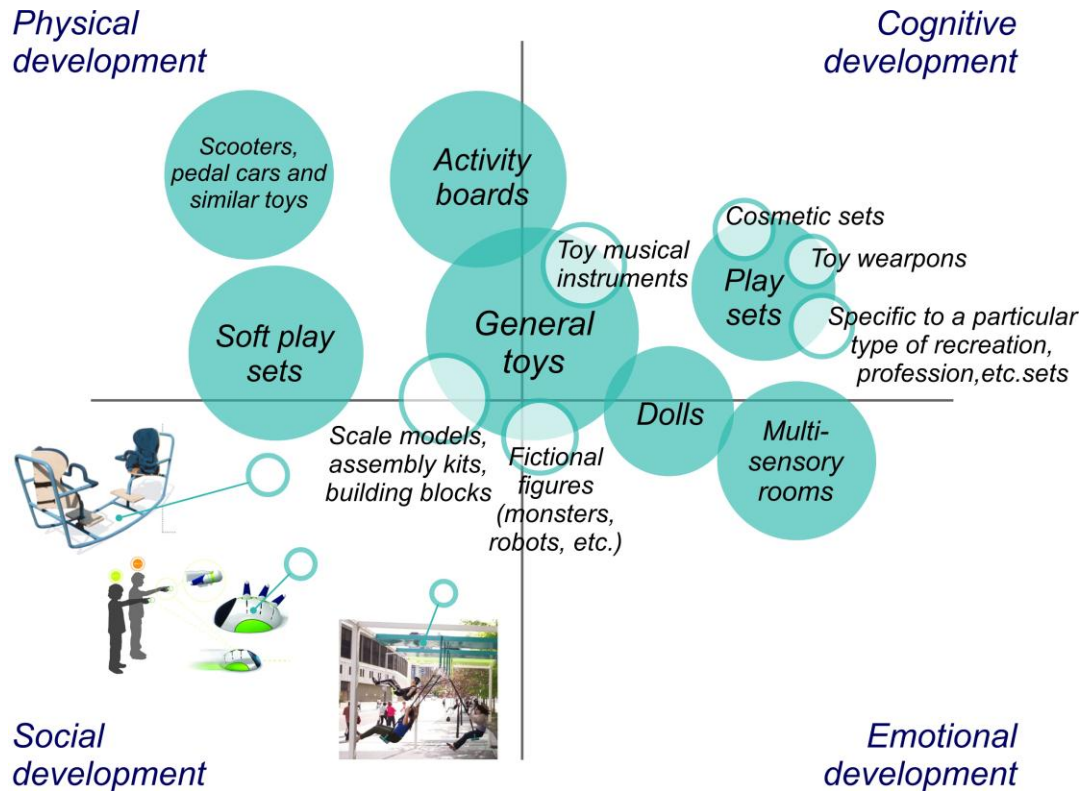 Physical
development
Cognitive
development
Scooters,
pedal cars and
similar toys
Activity
boards
Cosmetic sets
Toy musical
instruments
Toy wearpons
Play
sets
General
toys
Soft play
sets
Specific to a particular
type of recreation,
profession,etc.sets
Dolls
Multi-
sensory
rooms
Scale models,
assembly kits,
building blocks
Fictional
figures
(monsters,
robots, etc.)
Social
development
Emotional
development